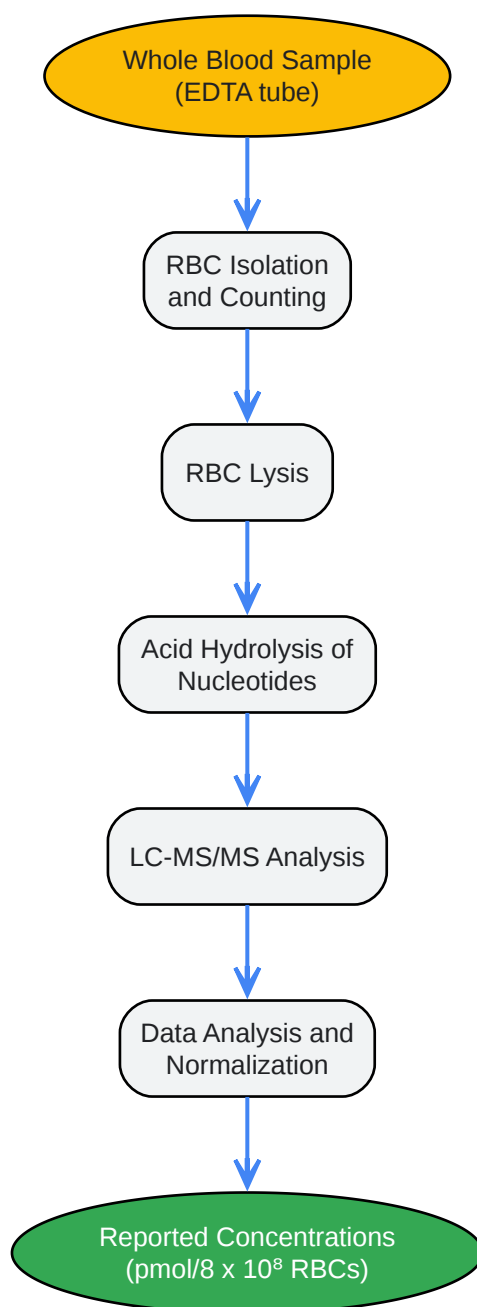 Whole Blood Sample
(EDTA tube)
RBC Isolation
and Counting
RBC Lysis
Acid Hydrolysis of
Nucleotides
LC-MS/MS Analysis
Data Analysis and
Normalization
Reported Concentrations
(pmol/8 x 10⁸ RBCs)